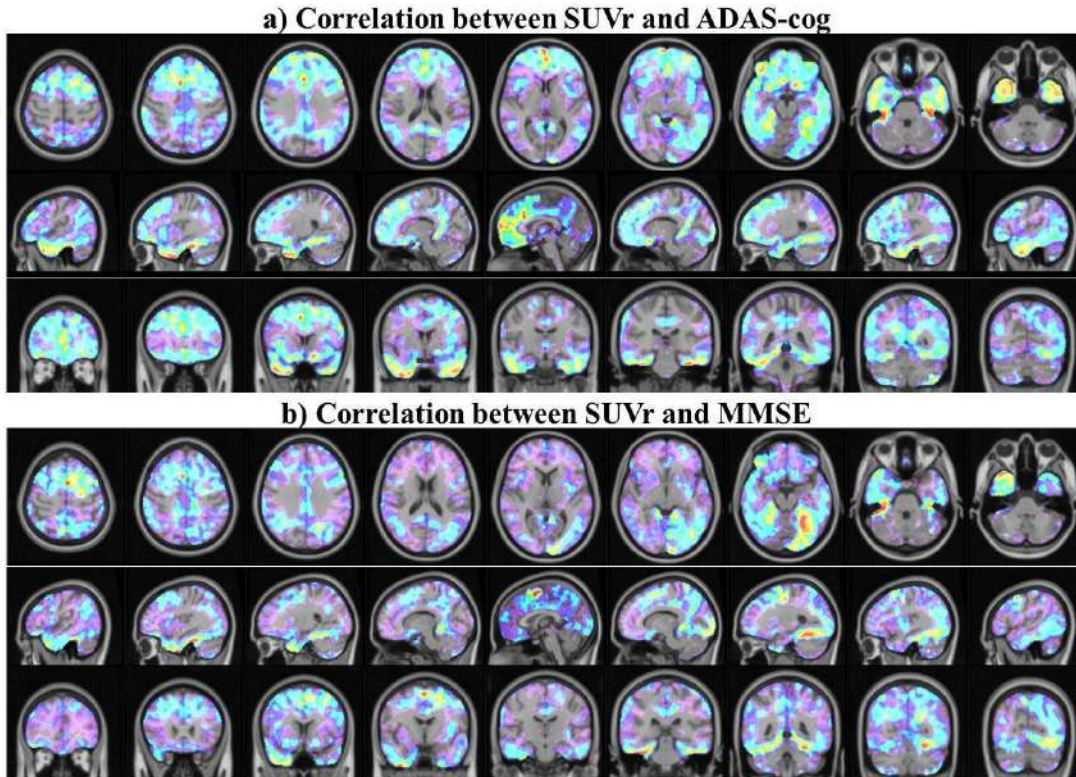 a) Correlation between SUVr and ADAS-cog
b) Correlation between SUVr and MMSE